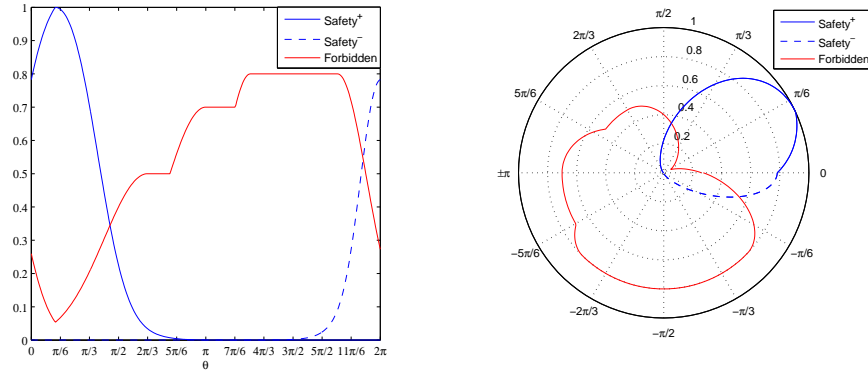 Safety+
Safety−
Forbidden
1
0.9
0.8
0.7
0.6
0.5
0.4
0.3
0.2
0.1
0
0 π/6 π/3 π/2 2π/3 5π/6 π 7π/6 4π/3 3π/2 5π/2 11π/6 2π
θ
Safety+
Safety−
Forbidden
π/2
1
2π/3 π/3
0.8
0.6
5π/6 π/6
0.4
0.2
±π 0
−5π/6 −π/6
−2π/3 −π/3
−π/2